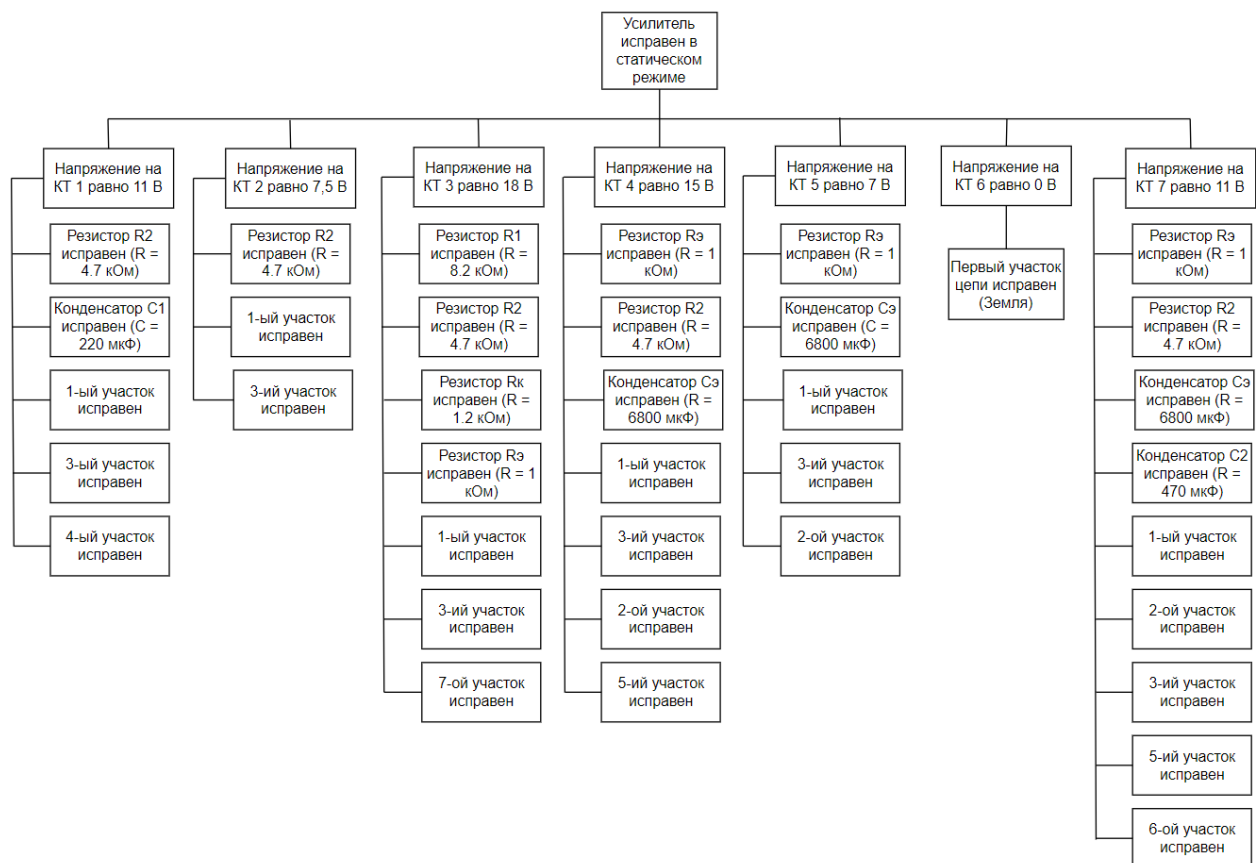 Усилитель
исправен в
статическом
режиме
Напряжение на
КТ 1 равно 11 В
Резистор R2
исправен (R =
4.7 кОм)
Конденсатор C1
исправен (C =
220 мкФ)
1-ый участок
исправен
3-ый участок
исправен
4-ый участок
исправен
Напряжение на
КТ 2 равно 7,5 В
Резистор R2
исправен (R =
4.7 кОм)
1-ый участок
исправен
3-ий участок
исправен
Напряжение на
КТ 3 равно 18 В
Резистор R1
исправен (R =
8.2 кОм)
Резистор R2
исправен (R =
4.7 кОм)
Резистор Rк
исправен (R =
1.2 кОм)
Резистор Rэ
исправен (R = 1
кОм)
1-ый участок
исправен
3-ий участок
исправен
7-ой участок
исправен
Напряжение на
КТ 4 равно 15 В
Резистор Rэ
исправен (R = 1
кОм)
Резистор R2
исправен (R =
4.7 кОм)
Конденсатор Сэ
исправен (R =
6800 мкФ)
1-ый участок
исправен
3-ий участок
исправен
2-ой участок
исправен
5-ий участок
исправен
Напряжение на
КТ 5 равно 7 В
Резистор Rэ
исправен (R = 1
кОм)
Конденсатор Сэ
исправен (C =
6800 мкФ)
1-ый участок
исправен
3-ий участок
исправен
2-ой участок
исправен
Напряжение на
КТ 6 равно 0 В
Первый участок
цепи исправен
(Земля)
Напряжение на
КТ 7 равно 11 В
Резистор Rэ
исправен (R = 1
кОм)
Резистор R2
исправен (R =
4.7 кОм)
Конденсатор Сэ
исправен (R =
6800 мкФ)
Конденсатор C2
исправен (R =
470 мкФ)
1-ый участок
исправен
2-ой участок
исправен
3-ий участок
исправен
5-ий участок
исправен
6-ой участок
исправен